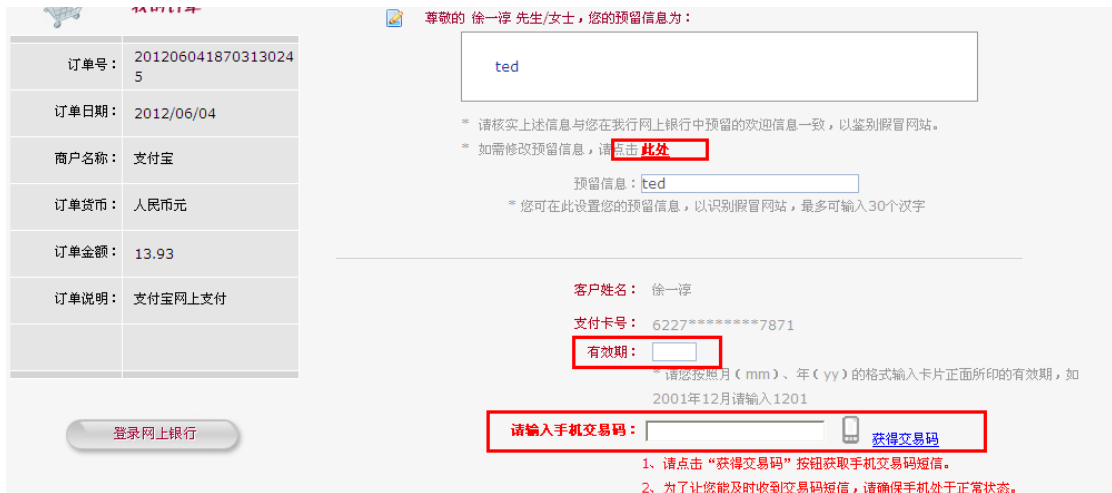 我的订单
订单号：
201206041870313024
5
订单日期：
2012/06/04
商户名称：
支付宝
订单货币：
人民币元
订单金额：
13.93
订单说明：
支付宝网上支付
登录网上银行
尊敬的 徐一淳 先生/女士，您的预留信息为：
ted
* 请核实上述信息与您在我行网上银行中预留的欢迎信息一致，以鉴别假冒网站。
* 如需修改预留信息，请点击 此处
预留信息：ted
* 您可在此设置您的预留信息，以识别假冒网站，最多可输入30个汉字
客户姓名： 徐一淳
支付卡号： 6227********7871
有效期：
* 请您按照月（mm）、年（yy）的格式输入卡片正面所印的有效期，如
2001年12月请输入1201
请输入手机交易码：
获得交易码
1、请点击“获得交易码”按钮获取手机交易码短信。
2、为了让您能及时收到交易码短信，请确保手机处于正常状态。